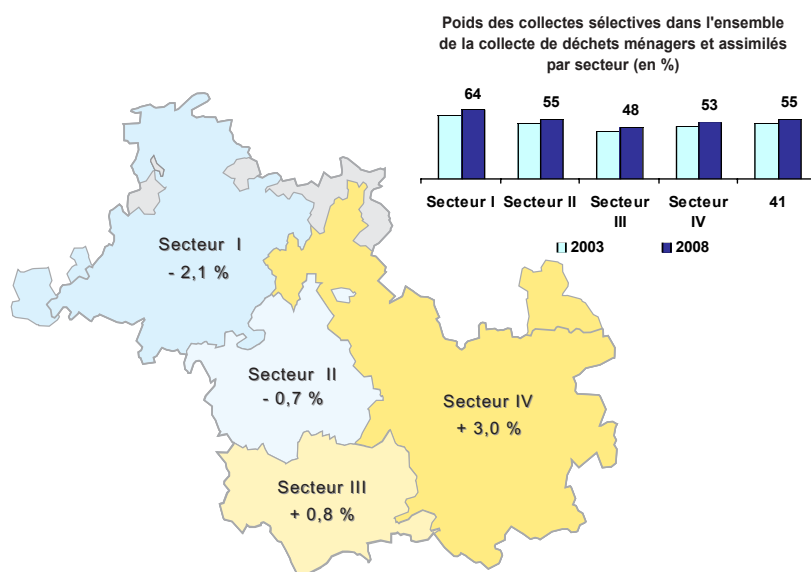 Poids des collectes sélectives dans l'ensemble
de la collecte de déchets ménagers et assimilés
par secteur (en %)
64
55
48
53
55
Secteur I
Secteur II
Secteur
III
Secteur
IV
41
2003
2008
Secteur I
- 2,1 %
Secteur II
- 0,7 %
Secteur IV
+ 3,0 %
Secteur III
+ 0,8 %